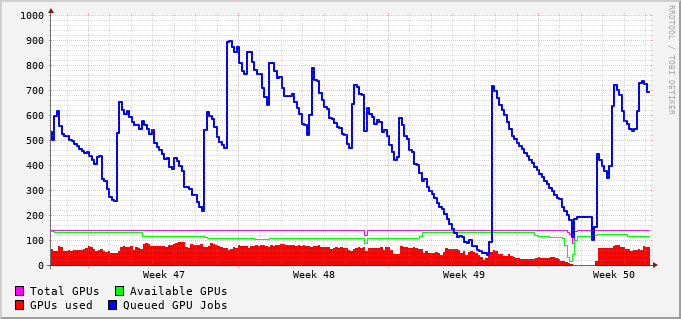 1000
900
800
700
600
500
400
300
200
100
0
Week 47 Week 48 Week 49 Week 50
Total GPUs Available GPUs
GPUs used Queued GPU Jobs
RRDTOOL / TOBI OETIKER